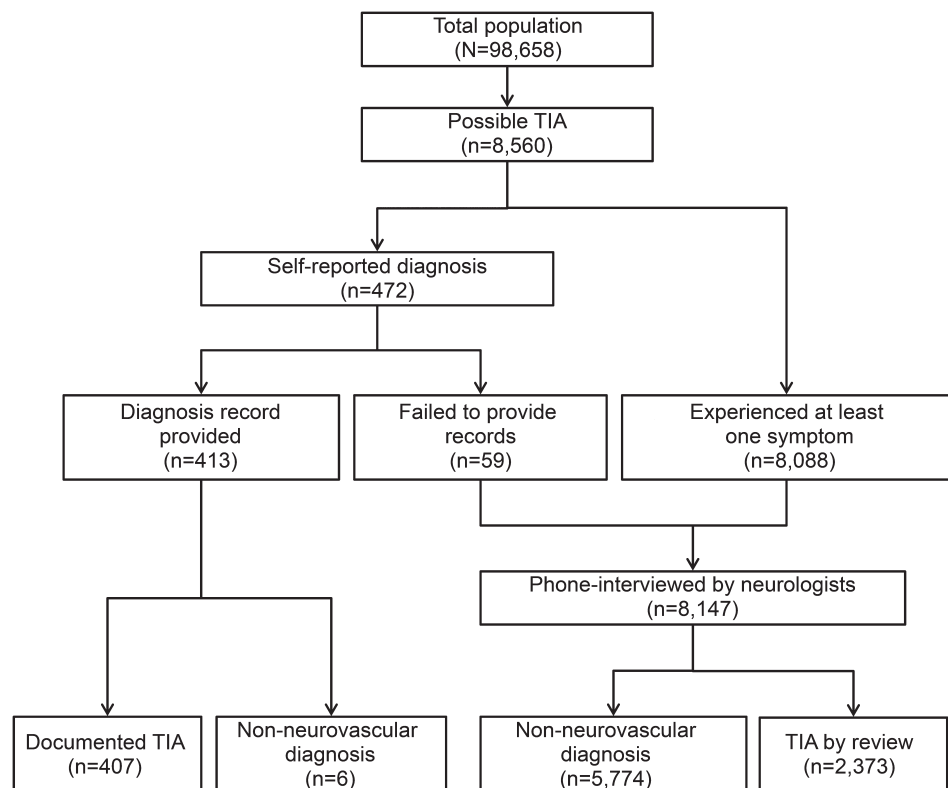 Total population
(N=98,658)
Possible TIA
(n=8,560)
Self-reported diagnosis
(n=472)
Diagnosis record
provided
(n=413)
Failed to provide
records
(n=59)
Experienced at least
one symptom
(n=8,088)
Phone-interviewed by neurologists
(n=8,147)
Documented TIA
(n=407)
Non-neurovascular
diagnosis
(n=6)
Non-neurovascular
diagnosis
(n=5,774)
TIA by review
(n=2,373)